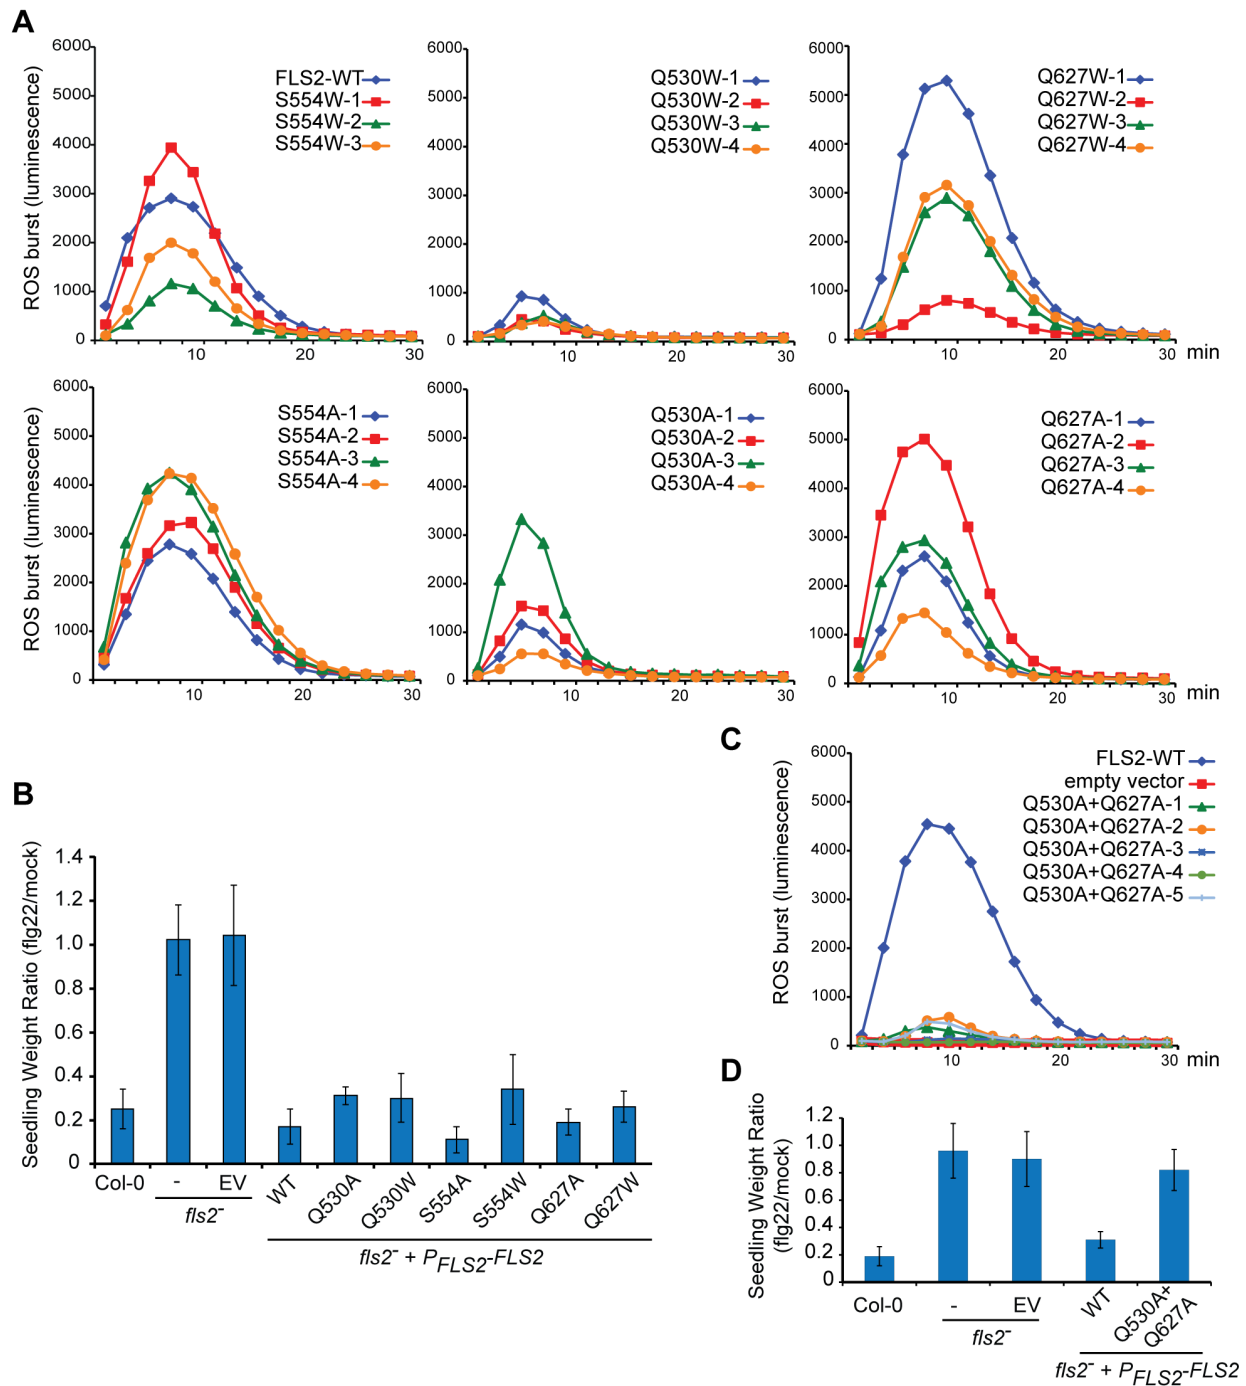 A
6000
5000
4000
3000
2000
1000
0
ROS burst (luminescence)
FLS2-WT
S554W-1
S554W-2
S554W-3
10
20
30
6000
5000
4000
3000
2000
1000
0
Q530W-1
Q530W-2
Q530W-3
Q530W-4
10
20
30
6000
5000
4000
3000
2000
1000
0
Q627W-1
Q627W-2
Q627W-3
Q627W-4
10
20
30
min
6000
5000
4000
3000
2000
1000
0
ROS burst (luminescence)
S554A-1
S554A-2
S554A-3
S554A-4
10
20
30
6000
5000
4000
3000
2000
1000
0
Q530A-1
Q530A-2
Q530A-3
Q530A-4
10
20
30
6000
5000
4000
3000
2000
1000
0
Q627A-1
Q627A-2
Q627A-3
Q627A-4
10
20
30
min
B
1.4
1.2
1.0
0.8
0.6
0.4
0.2
0
Seedling Weight Ratio (flg22/mock)
Col-0
-
EV
fls2⁻
WT
Q530A
Q530W
S554A
S554W
Q627A
Q627W
fls2⁻ + PFLS2-FLS2
C
6000
5000
4000
3000
2000
1000
0
ROS burst (luminescence)
FLS2-WT
empty vector
Q530A+Q627A-1
Q530A+Q627A-2
Q530A+Q627A-3
Q530A+Q627A-4
Q530A+Q627A-5
10
20
30
min
D
1.2
1.0
0.8
0.6
0.4
0.2
0
Seedling Weight Ratio
(flg22/mock)
Col-0
-
EV
fls2⁻
WT
Q530A+
Q627A
fls2⁻ + PFLS2-FLS2